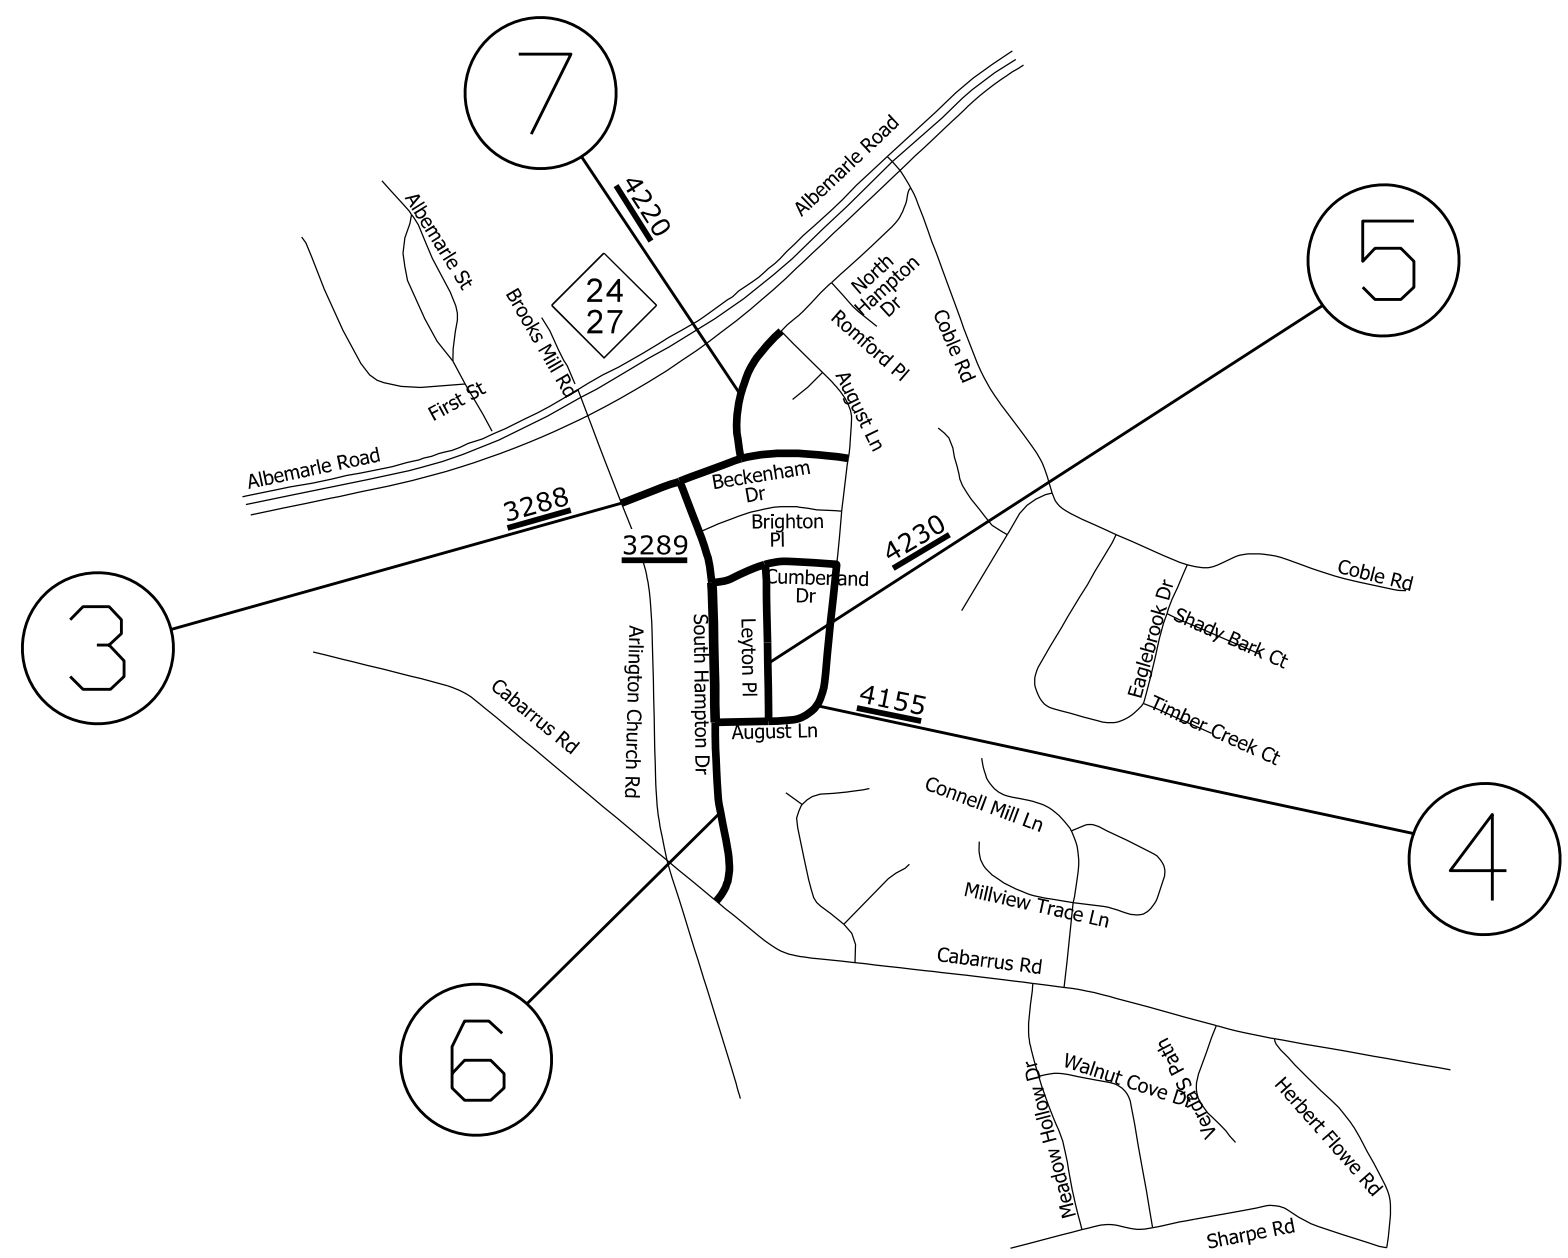 7
4220
Albemarle Road
Albemarle St
5
24
27
North
Hampton
Dr
Brooks Mill Rd
Romford Pl
Coble Rd
First St
August Ln
Albemarle Road
Beckenham
Dr
3288
Brighton
Pl
3289
4230
Cumberland
Dr
Coble Rd
3
Arlington Church Rd
South Hampton Dr
Leyton Pl
Eaglebrook Dr
Shady Bark Ct
Timber Creek Ct
Cabarrus Rd
4155
August Ln
Connell Mill Ln
4
Millview Trace Ln
Cabarrus Rd
6
Walnut Cove Dr
Verdas Path
Meadow Hollow Dr
Herbert Flowe Rd
Sharpe Rd